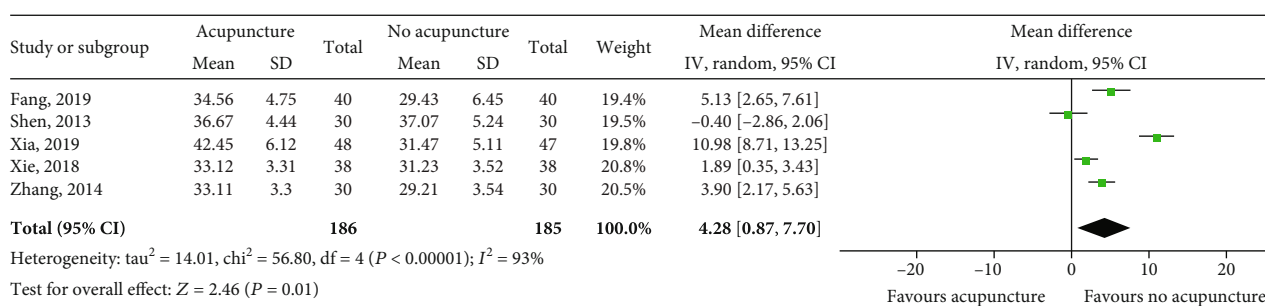 Study or subgroup Acupuncture Total No acupuncture Total Weight Mean difference Mean difference
Mean SD Mean SD IV, random, 95% CI IV, random, 95% CI
Fang, 2019 34.56 4.75 40 29.43 6.45 40 19.4% 5.13 [2.65, 7.61]
Shen, 2013 36.67 4.44 30 37.07 5.24 30 19.5% –0.40 [–2.86, 2.06]
Xia, 2019 42.45 6.12 48 31.47 5.11 47 19.8% 10.98 [8.71, 13.25]
Xie, 2018 33.12 3.31 38 31.23 3.52 38 20.8% 1.89 [0.35, 3.43]
Zhang, 2014 33.11 3.3 30 29.21 3.54 30 20.5% 3.90 [2.17, 5.63]
Total (95% CI) 186 185 100.0% 4.28 [0.87, 7.70]
Heterogeneity: tau² = 14.01, chi² = 56.80, df = 4 (P < 0.00001); I² = 93%
Test for overall effect: Z = 2.46 (P = 0.01)
–20 –10 0 10 20
Favours acupuncture Favours no acupuncture